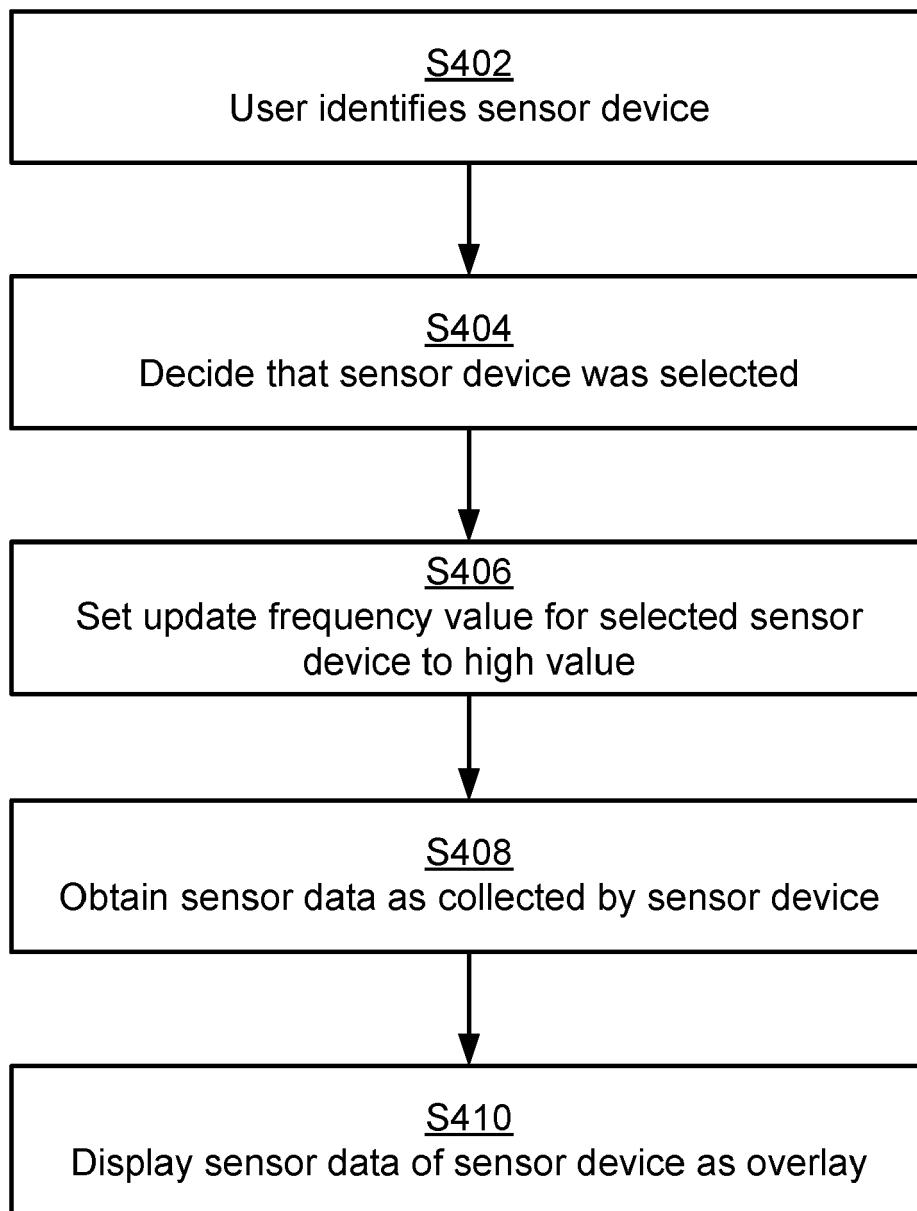 S402
User identifies sensor device
S404
Decide that sensor device was selected
S406
Set update frequency value for selected sensor
device to high value
S408
Obtain sensor data as collected by sensor device
S410
Display sensor data of sensor device as overlay